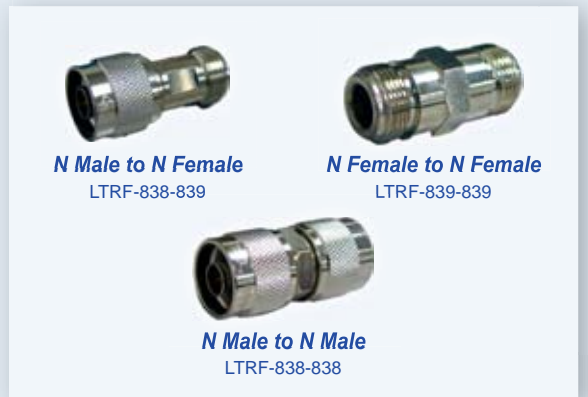 N Male to N Female
LTRF-838-839
N Female to N Female
LTRF-839-839
N Male to N Male
LTRF-838-838